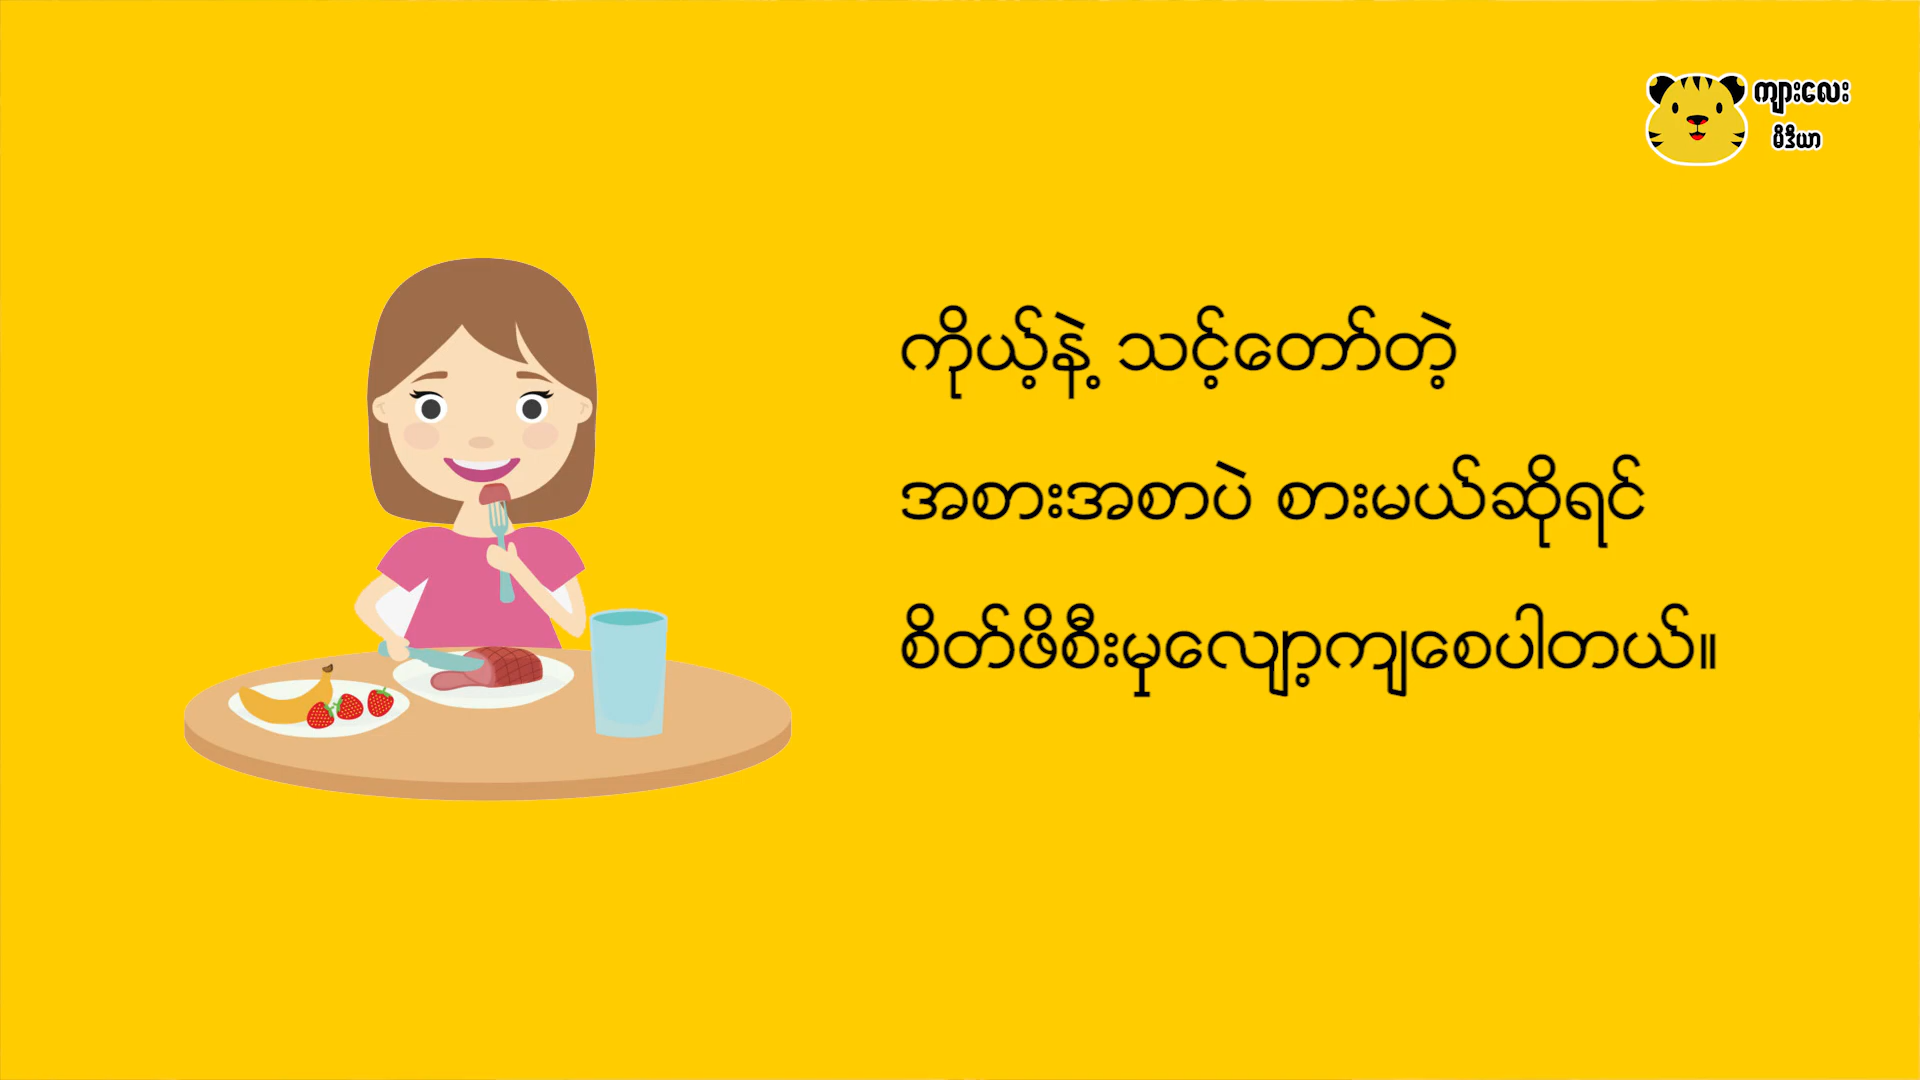 ကျားလေး
မီဒီယာ
ကိုယ့်နဲ့ သင့်တော်တဲ့
အစားအစာပဲ စားမယ်ဆိုရင်
စိတ်ဖိစီးမှုလျော့ကျစေပါတယ်။